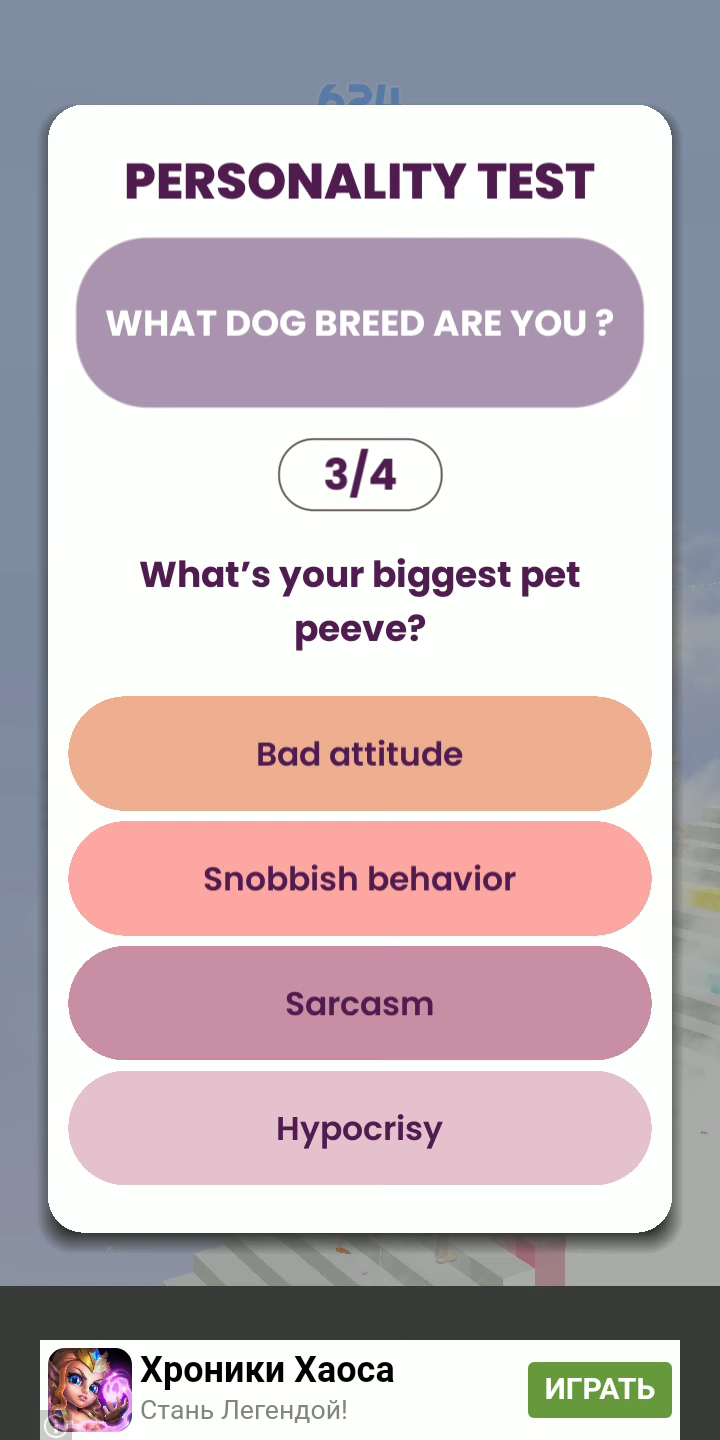 624
PERSONALITY TEST
WHAT DOG BREED ARE YOU ?
3/4
What's your biggest pet
peeve?
Bad attitude
Snobbish behavior
Sarcasm
Hypocrisy
Хроники Хаоса
Стань Легендой!
ИГРАТЬ